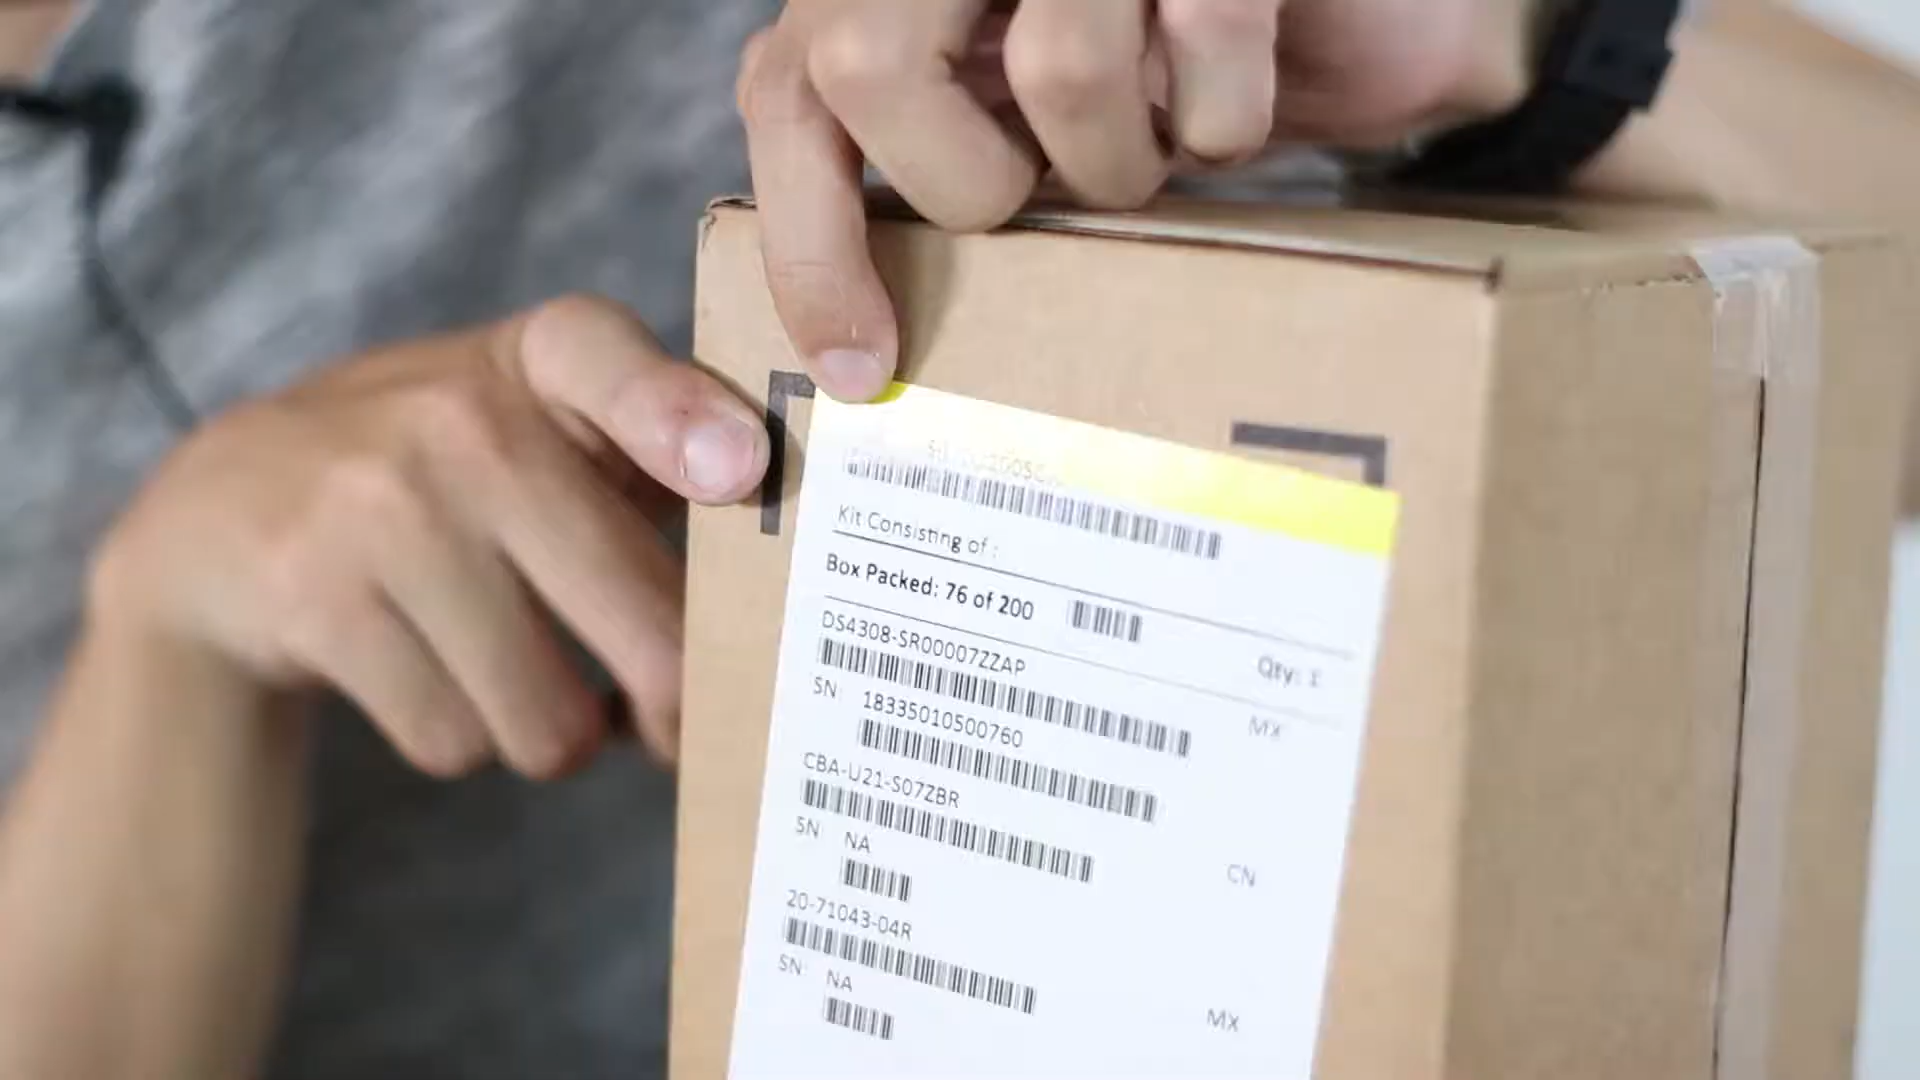 Kit Consisting of :
Box Packed: 76 of 200
Qty: 1
DS4308-SR00007ZZAP
MX
SN: 18335010500760
CBA-U21-S07ZBR
CN
SN: NA
20-71043-04R
MX
SN: NA